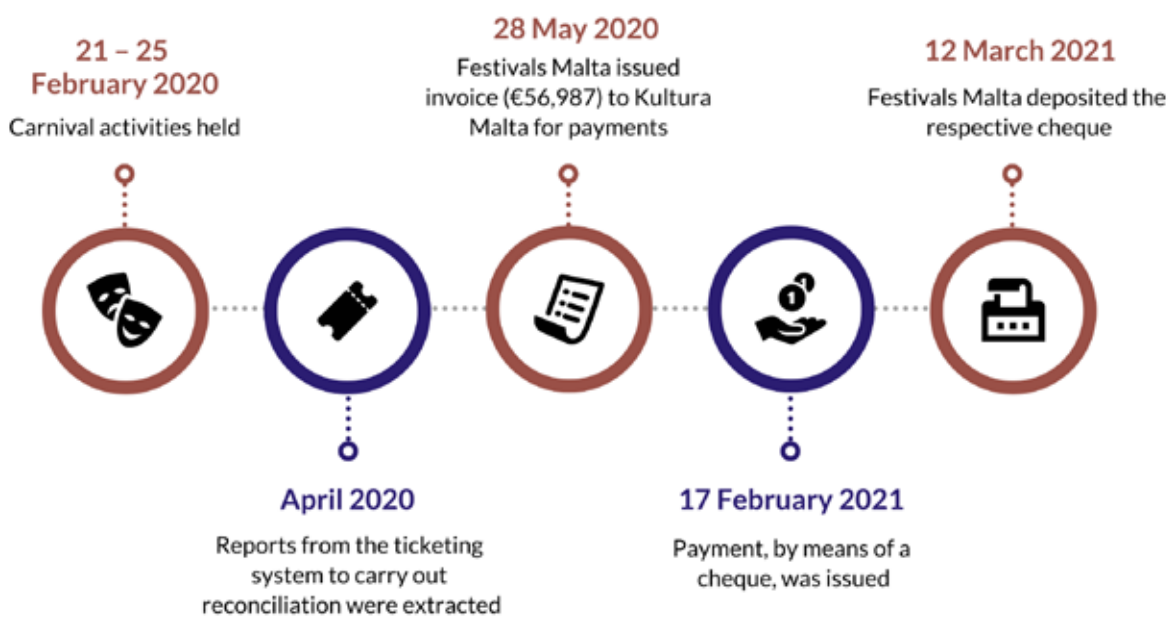 21 – 25
February 2020
Carnival activities held
April 2020
Reports from the ticketing
system to carry out
reconciliation were extracted
28 May 2020
Festivals Malta issued
invoice (€56,987) to Kultura
Malta for payments
17 February 2021
Payment, by means of a
cheque, was issued
12 March 2021
Festivals Malta deposited the
respective cheque